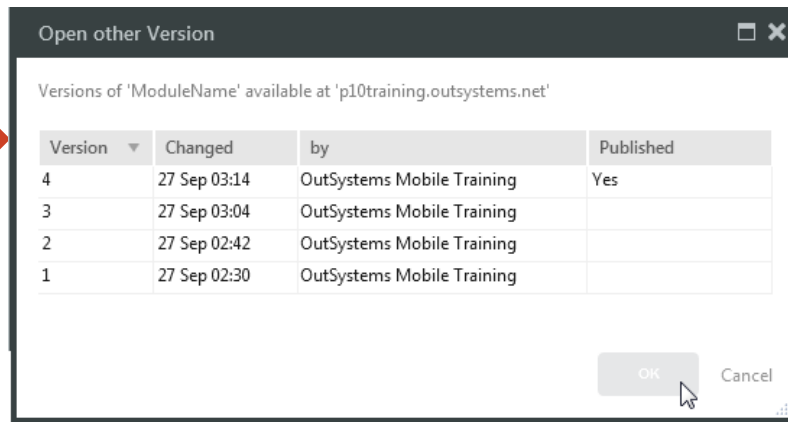 Open other Version
Versions of 'ModuleName' available at 'p10training.outsystems.net'
Version Changed by Published
4 27 Sep 03:14 OutSystems Mobile Training Yes
3 27 Sep 03:04 OutSystems Mobile Training
2 27 Sep 02:42 OutSystems Mobile Training
1 27 Sep 02:30 OutSystems Mobile Training
OK Cancel